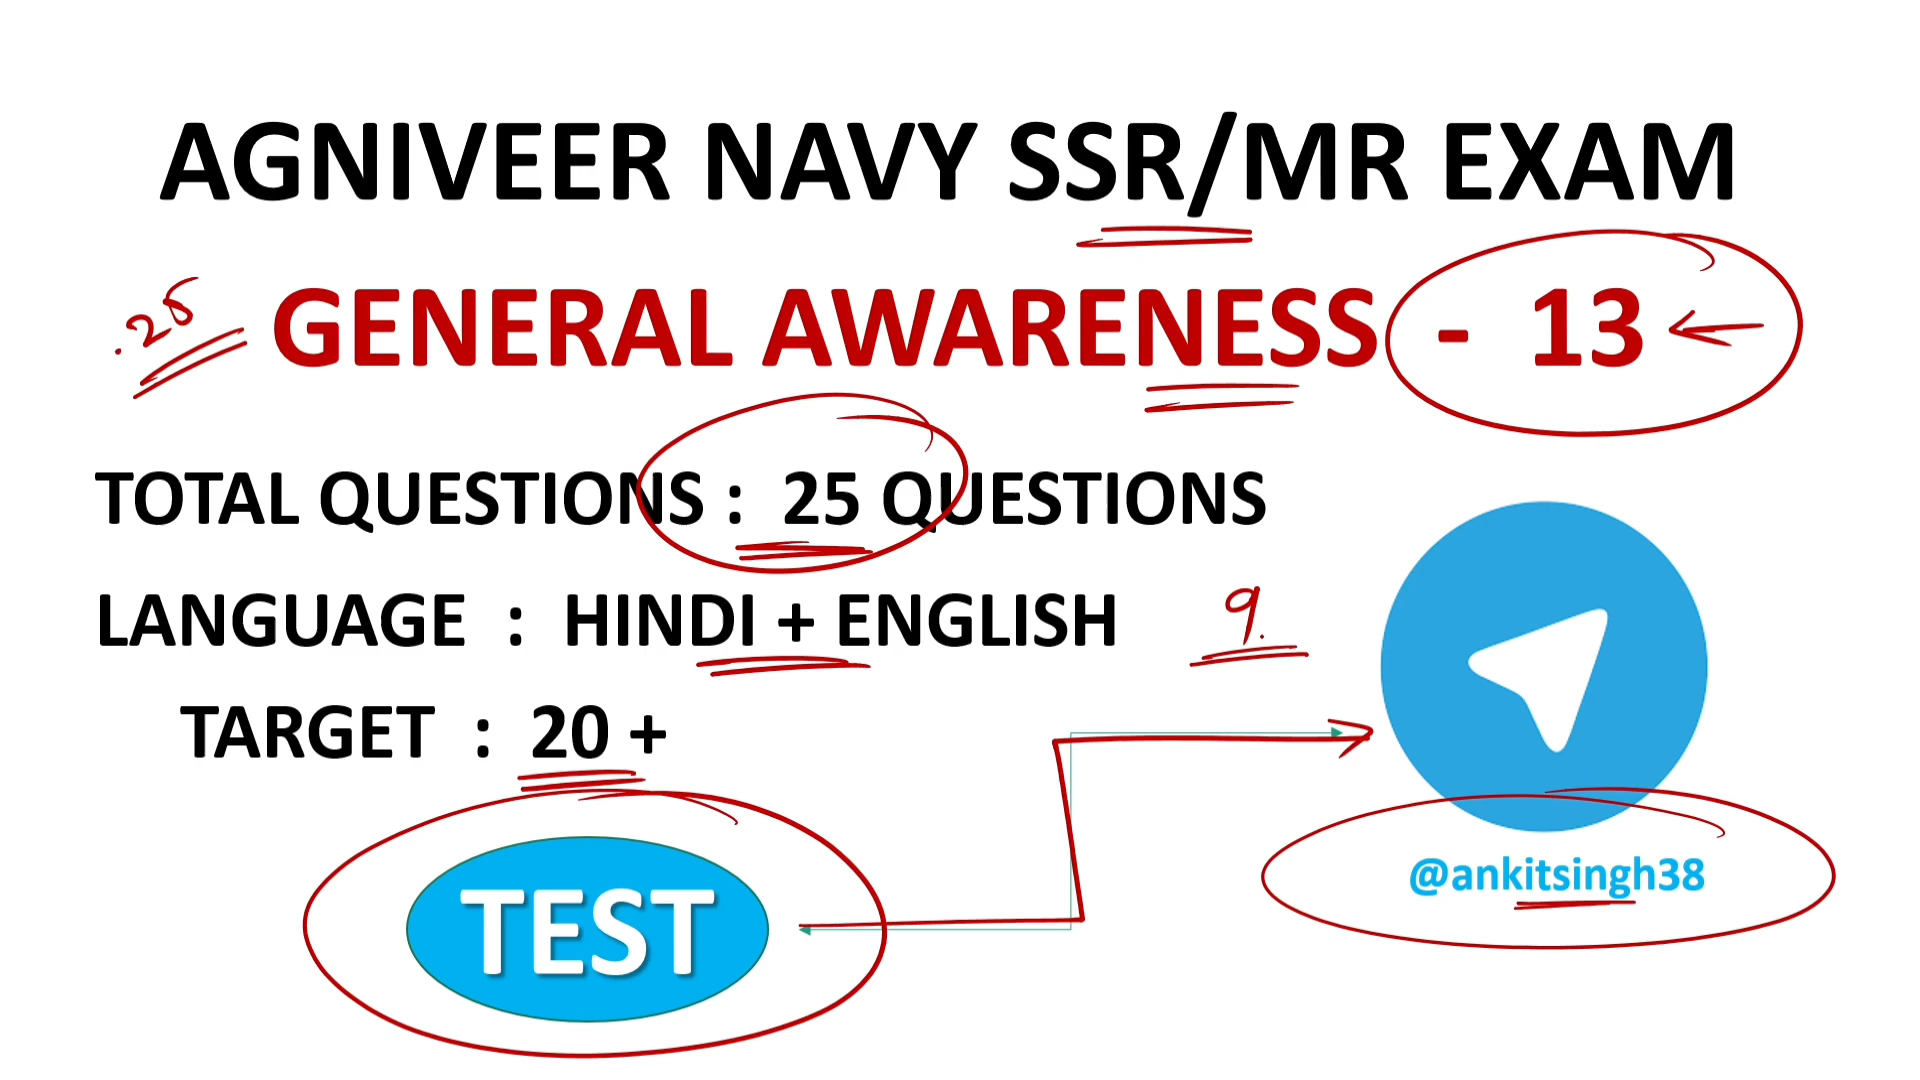 AGNIVEER NAVY SSR/MR EXAM
GENERAL AWARENESS - 13
TOTAL QUESTIONS : 25 QUESTIONS
LANGUAGE : HINDI + ENGLISH
9.
TARGET : 20 +
TEST
@ankitsingh38